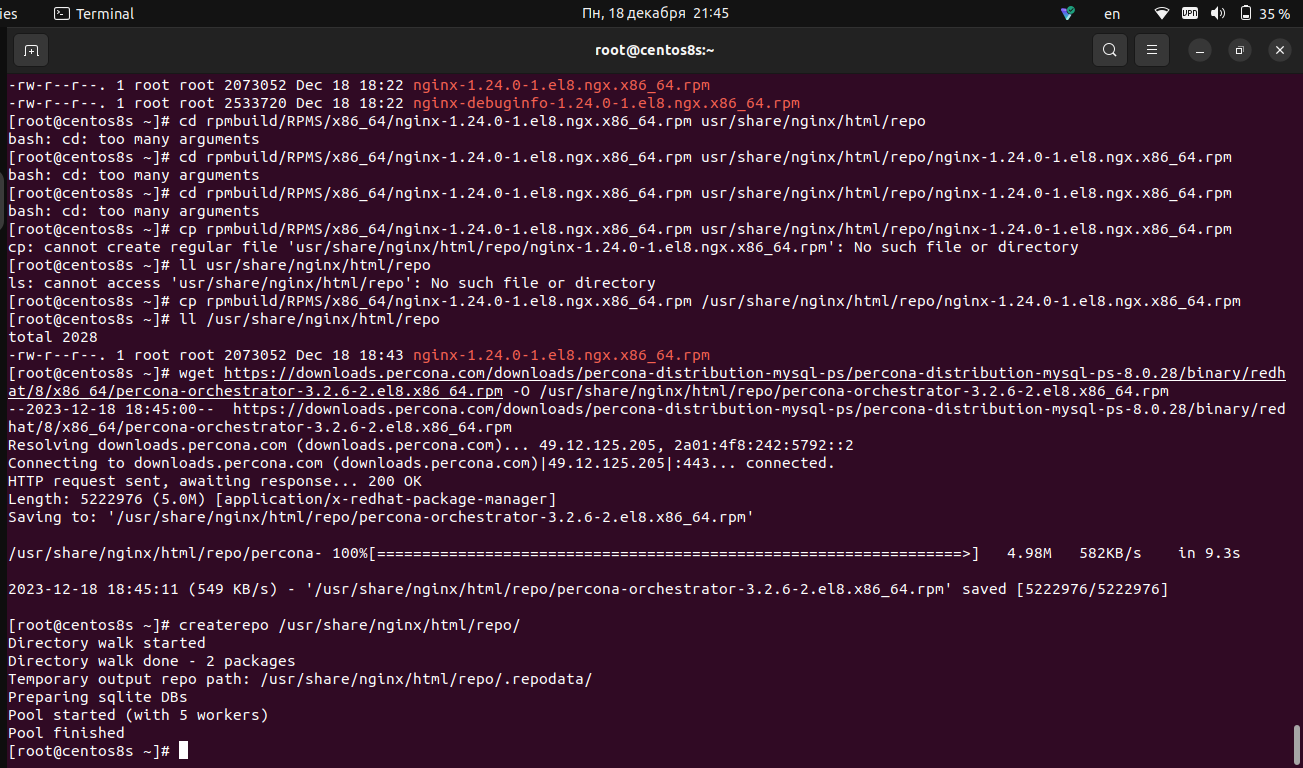 ies
Terminal
Пн, 18 декабря 21:45
en
VPN
35 %
root@centos8s:~
-rw-r--r--. 1 root root 2073052 Dec 18 18:22 nginx-1.24.0-1.el8.ngx.x86_64.rpm
-rw-r--r--. 1 root root 2533720 Dec 18 18:22 nginx-debuginfo-1.24.0-1.el8.ngx.x86_64.rpm
[root@centos8s ~]# cd rpmbuild/RPMS/x86_64/nginx-1.24.0-1.el8.ngx.x86_64.rpm usr/share/nginx/html/repo
bash: cd: too many arguments
[root@centos8s ~]# cd rpmbuild/RPMS/x86_64/nginx-1.24.0-1.el8.ngx.x86_64.rpm usr/share/nginx/html/repo/nginx-1.24.0-1.el8.ngx.x86_64.rpm
bash: cd: too many arguments
[root@centos8s ~]# cd rpmbuild/RPMS/x86_64/nginx-1.24.0-1.el8.ngx.x86_64.rpm usr/share/nginx/html/repo/nginx-1.24.0-1.el8.ngx.x86_64.rpm
bash: cd: too many arguments
[root@centos8s ~]# cp rpmbuild/RPMS/x86_64/nginx-1.24.0-1.el8.ngx.x86_64.rpm usr/share/nginx/html/repo/nginx-1.24.0-1.el8.ngx.x86_64.rpm
cp: cannot create regular file 'usr/share/nginx/html/repo/nginx-1.24.0-1.el8.ngx.x86_64.rpm': No such file or directory
[root@centos8s ~]# ll usr/share/nginx/html/repo
ls: cannot access 'usr/share/nginx/html/repo': No such file or directory
[root@centos8s ~]# cp rpmbuild/RPMS/x86_64/nginx-1.24.0-1.el8.ngx.x86_64.rpm /usr/share/nginx/html/repo/nginx-1.24.0-1.el8.ngx.x86_64.rpm
[root@centos8s ~]# ll /usr/share/nginx/html/repo
total 2028
-rw-r--r--. 1 root root 2073052 Dec 18 18:43 nginx-1.24.0-1.el8.ngx.x86_64.rpm
[root@centos8s ~]# wget https://downloads.percona.com/downloads/percona-distribution-mysql-ps/percona-distribution-mysql-ps-8.0.28/binary/redh
at/8/x86_64/percona-orchestrator-3.2.6-2.el8.x86_64.rpm -O /usr/share/nginx/html/repo/percona-orchestrator-3.2.6-2.el8.x86_64.rpm
--2023-12-18 18:45:00--  https://downloads.percona.com/downloads/percona-distribution-mysql-ps/percona-distribution-mysql-ps-8.0.28/binary/red
hat/8/x86_64/percona-orchestrator-3.2.6-2.el8.x86_64.rpm
Resolving downloads.percona.com (downloads.percona.com)... 49.12.125.205, 2a01:4f8:242:5792::2
Connecting to downloads.percona.com (downloads.percona.com)|49.12.125.205|:443... connected.
HTTP request sent, awaiting response... 200 OK
Length: 5222976 (5.0M) [application/x-redhat-package-manager]
Saving to: '/usr/share/nginx/html/repo/percona-orchestrator-3.2.6-2.el8.x86_64.rpm'
/usr/share/nginx/html/repo/percona- 100%[=================================================================>]   4.98M   582KB/s    in 9.3s
2023-12-18 18:45:11 (549 KB/s) - '/usr/share/nginx/html/repo/percona-orchestrator-3.2.6-2.el8.x86_64.rpm' saved [5222976/5222976]
[root@centos8s ~]# createrepo /usr/share/nginx/html/repo/
Directory walk started
Directory walk done - 2 packages
Temporary output repo path: /usr/share/nginx/html/repo/.repodata/
Preparing sqlite DBs
Pool started (with 5 workers)
Pool finished
[root@centos8s ~]#